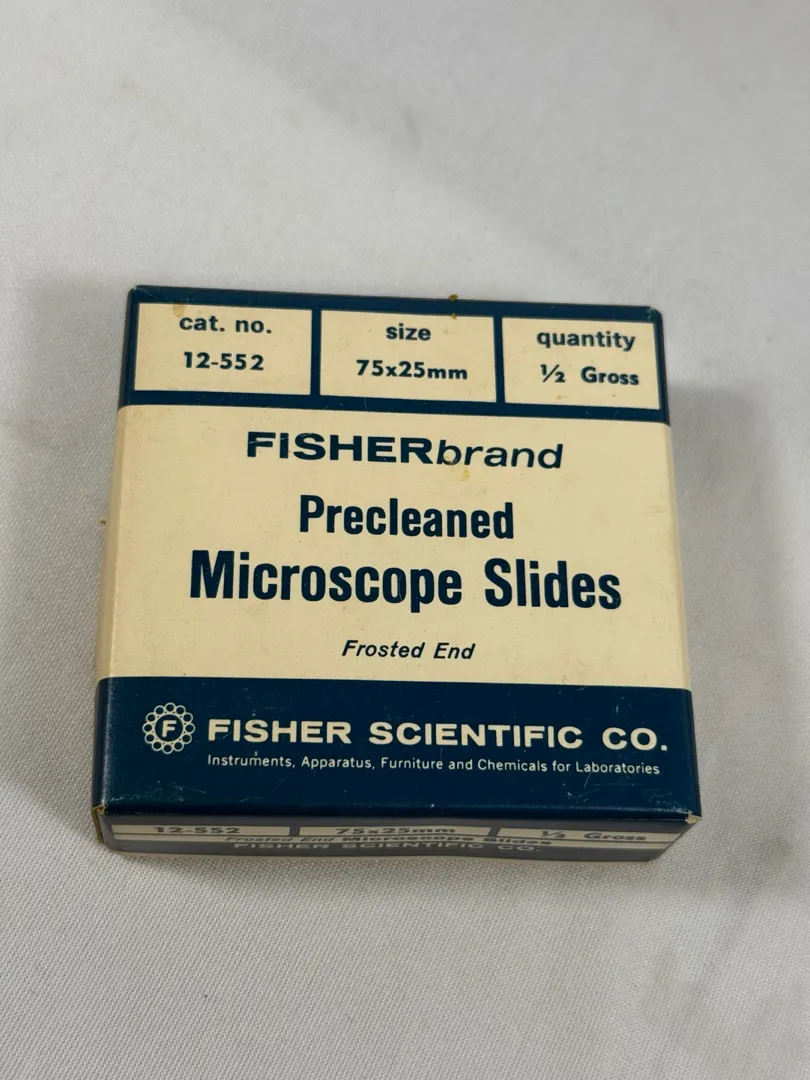 cat. no.
12-552
size
75x25mm
quantity
½ Gross
FISHERbrand
Precleaned
Microscope Slides
Frosted End
F
FISHER SCIENTIFIC CO.
Instruments, Apparatus, Furniture and Chemicals for Laboratories
12-552
75x25mm
½ Gross
Frosted End Microscope Slides
FISHER SCIENTIFIC CO.